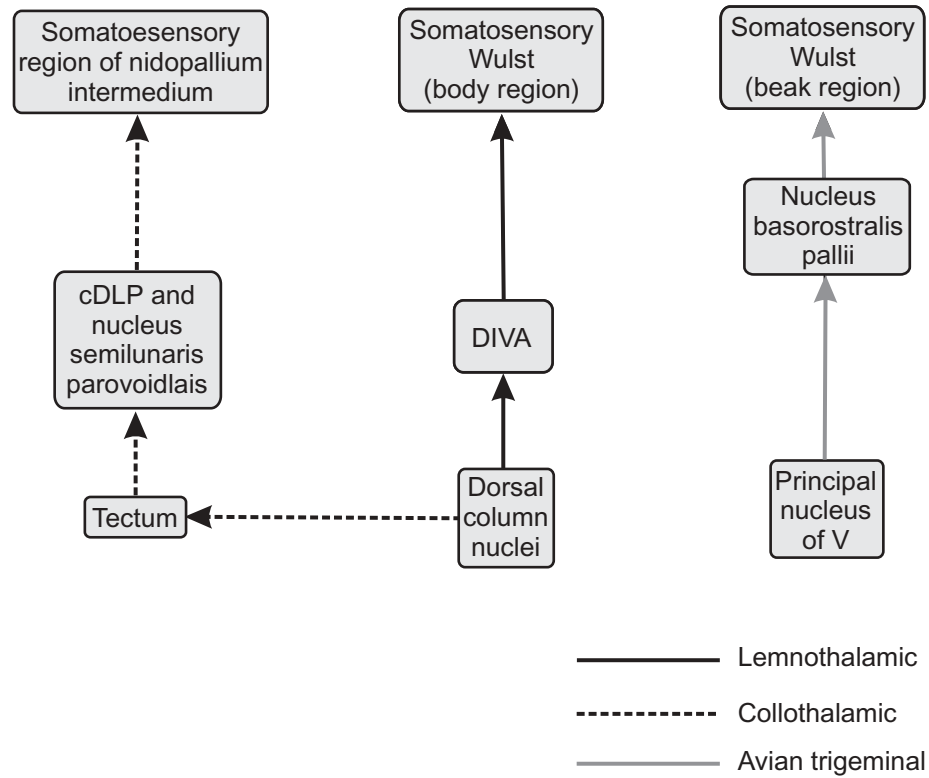 Somatoesensory
region of nidopallium
intermedium
Somatosensory
Wulst
(body region)
Somatosensory
Wulst
(beak region)
Nucleus
basorostralis
pallii
cDLP and
nucleus
semilunaris
parovoidlais
DIVA
Tectum
Dorsal
column
nuclei
Principal
nucleus
of V
Lemnothalamic
Collothalamic
Avian trigeminal